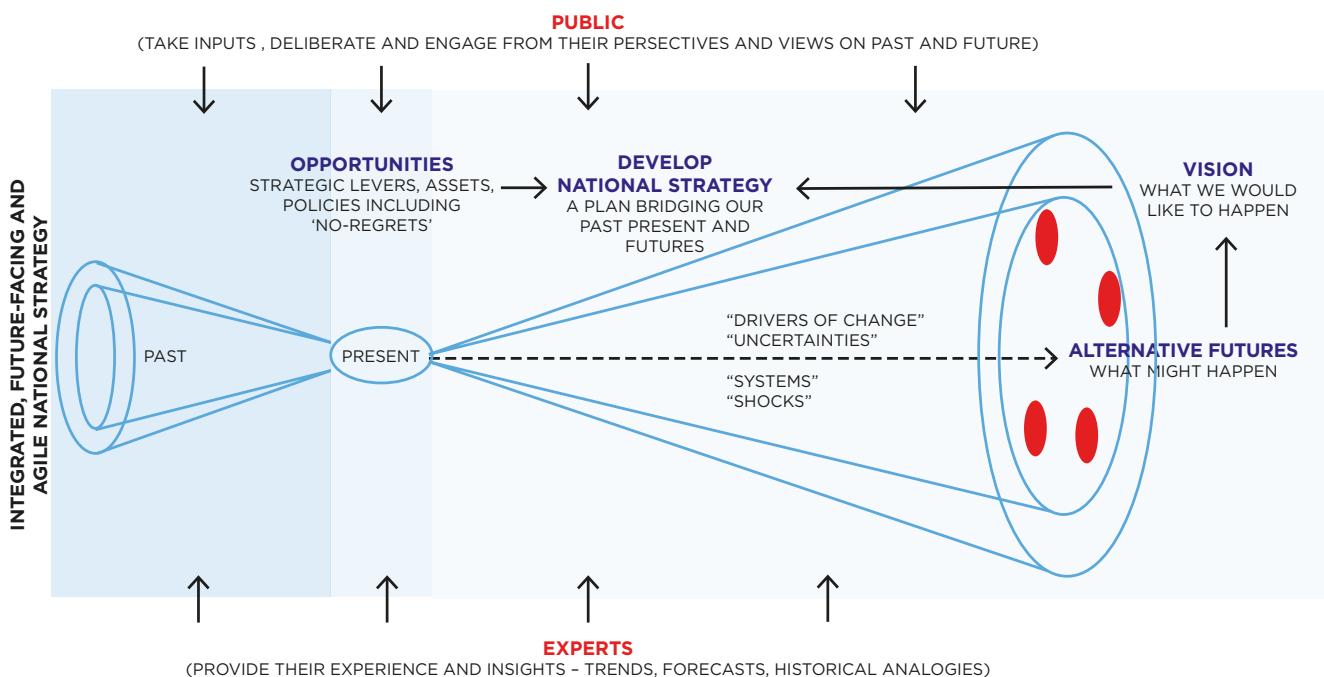 PUBLIC
(TAKE INPUTS , DELIBERATE AND ENGAGE FROM THEIR PERSECTIVES AND VIEWS ON PAST AND FUTURE)
INTEGRATED, FUTURE-FACING AND
AGILE NATIONAL STRATEGY
OPPORTUNITIES
STRATEGIC LEVERS, ASSETS,
POLICIES INCLUDING
‘NO-REGRETS’
DEVELOP
NATIONAL STRATEGY
A PLAN BRIDGING OUR
PAST PRESENT AND
FUTURES
VISION
WHAT WE WOULD
LIKE TO HAPPEN
PAST
PRESENT
“DRIVERS OF CHANGE”
“UNCERTAINTIES”
“SYSTEMS”
“SHOCKS”
ALTERNATIVE FUTURES
WHAT MIGHT HAPPEN
EXPERTS
(PROVIDE THEIR EXPERIENCE AND INSIGHTS – TRENDS, FORECASTS, HISTORICAL ANALOGIES)